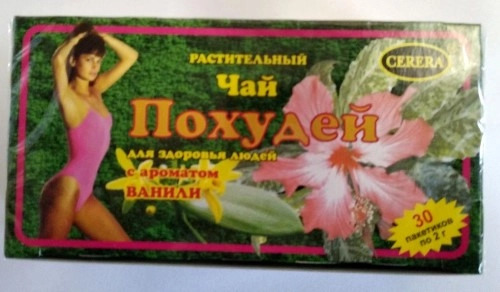 РАСТИТЕЛЬНЫЙ
CERERA
Чай
Похудей
для здоровья людей
с ароматом
ВАНИЛИ
30
пакетиков
по 2 г